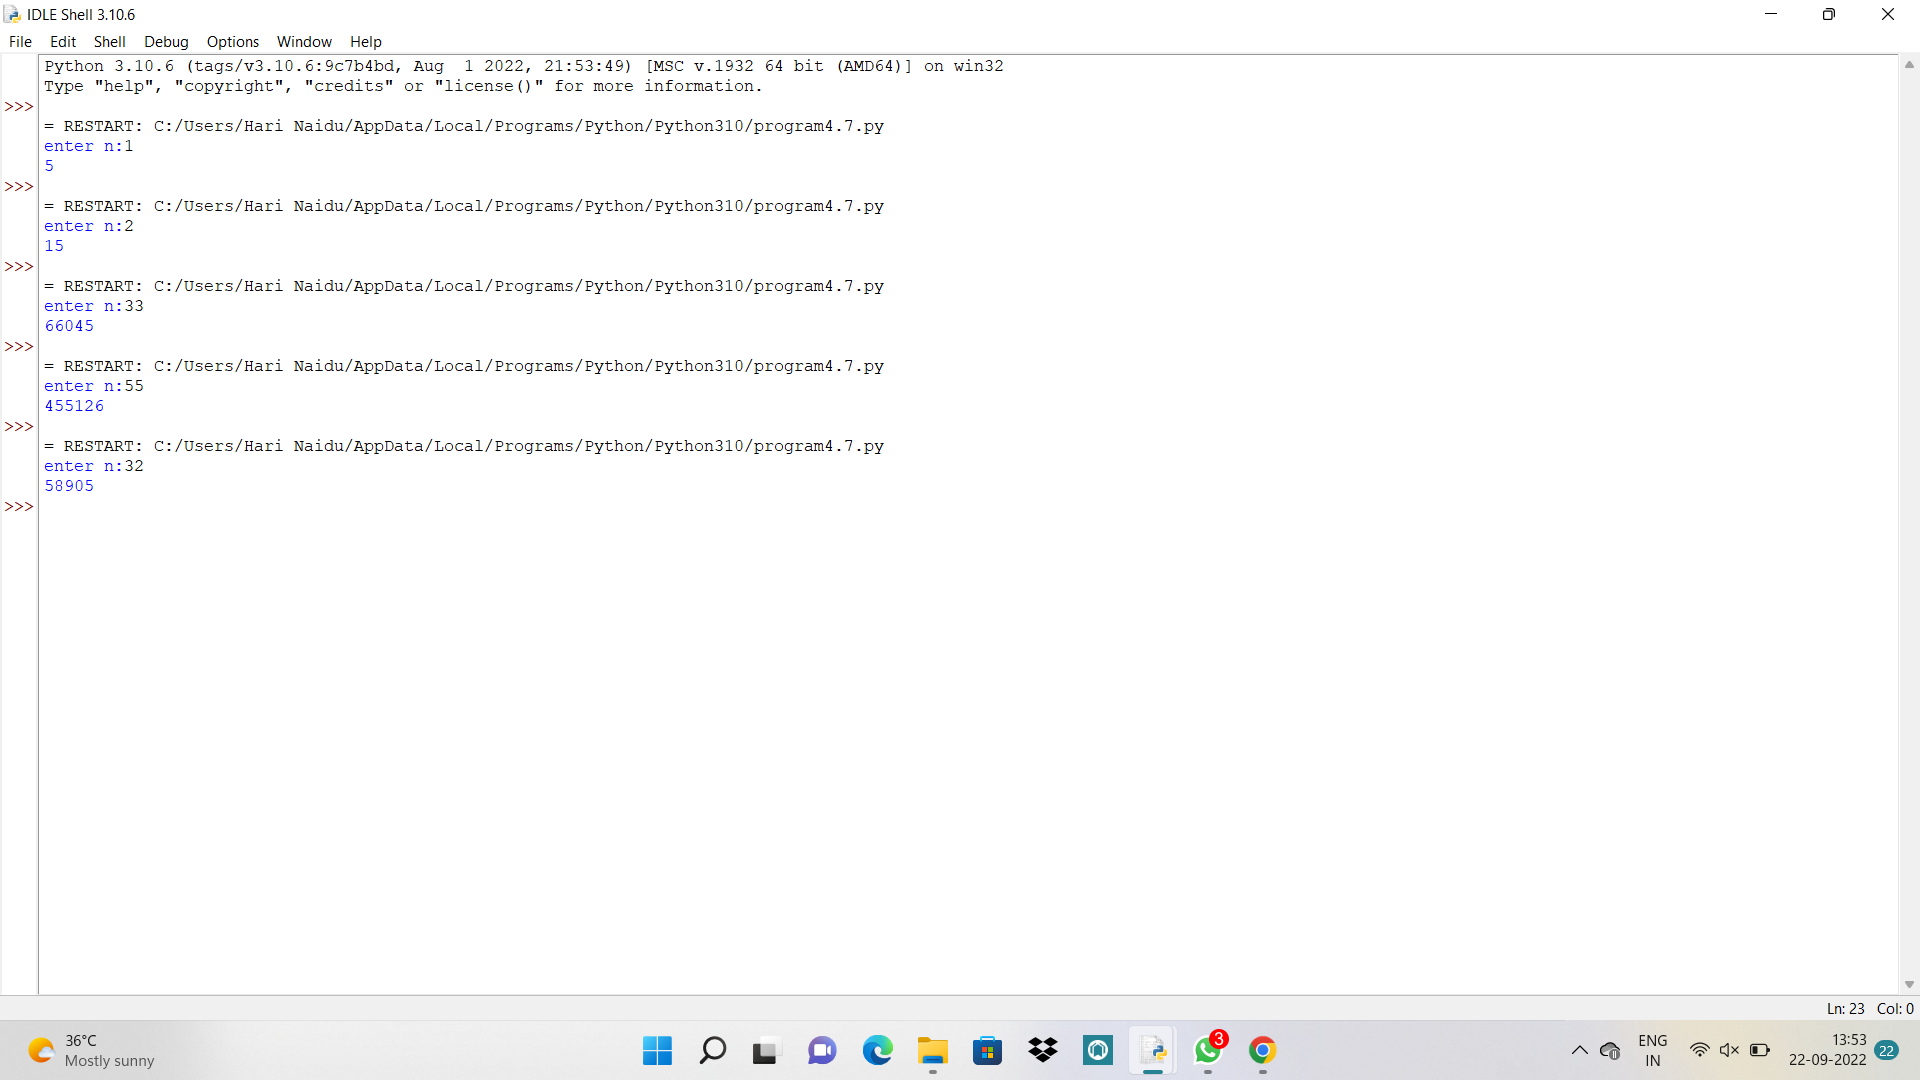 IDLE Shell 3.10.6
File Edit Shell Debug Options Window Help
Python 3.10.6 (tags/v3.10.6:9c7b4bd, Aug  1 2022, 21:53:49) [MSC v.1932 64 bit (AMD64)] on win32
Type "help", "copyright", "credits" or "license()" for more information.
>>>
= RESTART: C:/Users/Hari Naidu/AppData/Local/Programs/Python/Python310/program4.7.py
enter n:1
5
>>>
= RESTART: C:/Users/Hari Naidu/AppData/Local/Programs/Python/Python310/program4.7.py
enter n:2
15
>>>
= RESTART: C:/Users/Hari Naidu/AppData/Local/Programs/Python/Python310/program4.7.py
enter n:33
66045
>>>
= RESTART: C:/Users/Hari Naidu/AppData/Local/Programs/Python/Python310/program4.7.py
enter n:55
455126
>>>
= RESTART: C:/Users/Hari Naidu/AppData/Local/Programs/Python/Python310/program4.7.py
enter n:32
58905
>>>
Ln: 23 Col: 0
36°C
Mostly sunny
3
ENG
IN
13:53
22-09-2022
22